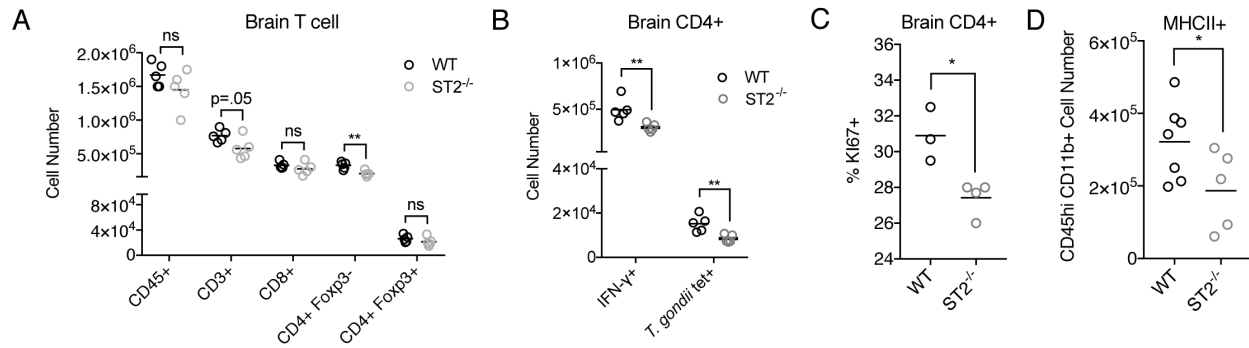 A
Brain T cell
Cell Number
2.0×10⁶
1.5×10⁶
1.0×10⁶
5.0×10⁵
8×10⁴
4×10⁴
0
ns
p=.05
ns
**
ns
WT
ST2⁻/⁻
CD45+
CD3+
CD8+
CD4+ Foxp3-
CD4+ Foxp3+
B
Brain CD4+
Cell Number
1×10⁶
5×10⁵
4×10⁴
2×10⁴
0
**
**
WT
ST2⁻/⁻
IFN-γ⁺
T. gondii tet+
C
Brain CD4+
% KI67+
36
34
32
30
28
26
24
*
WT
ST2⁻/⁻
D
MHCII+
CD45hi CD11b+ Cell Number
6×10⁵
4×10⁵
2×10⁵
0
*
WT
ST2⁻/⁻